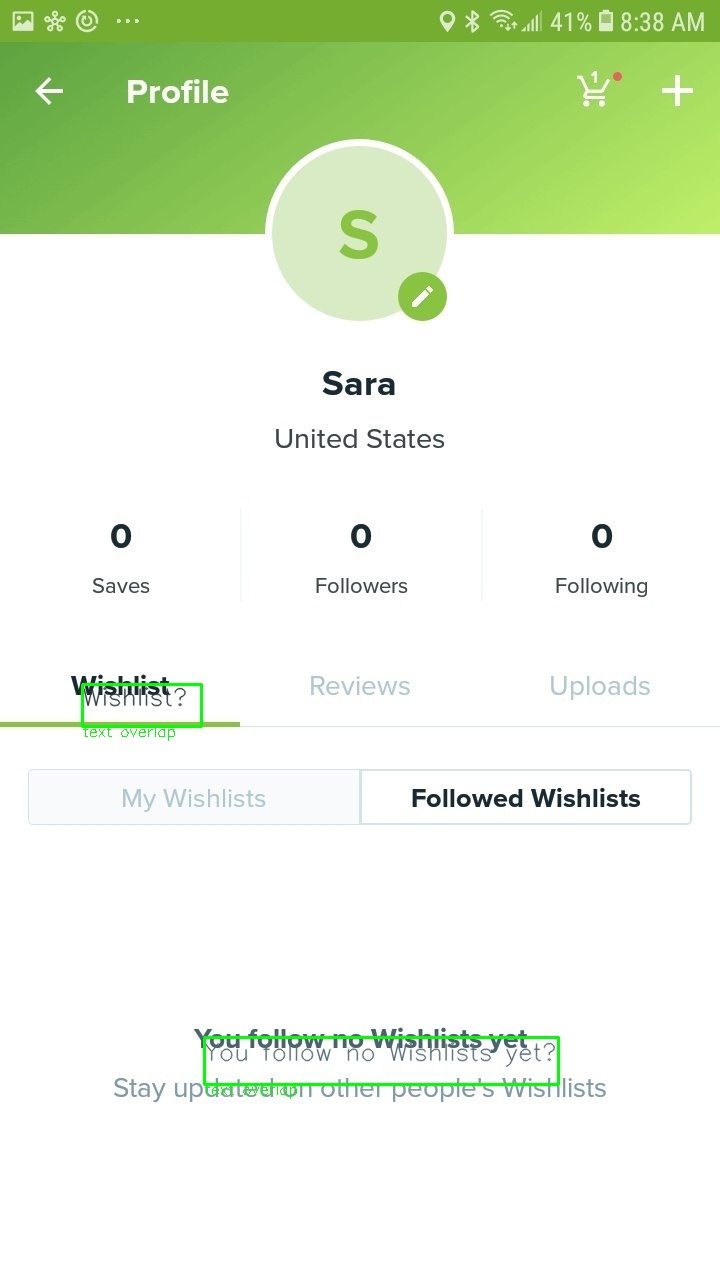 41% 8:38 AM
Profile
1
S
Sara
United States
0 0 0
Saves Followers Following
Wishlist Reviews Uploads
Wishlist?
text overlap
My Wishlists Followed Wishlists
You follow no Wishlists yet
You follow no Wishlists yet?
Stay updated on other people's Wishlists
text overlap